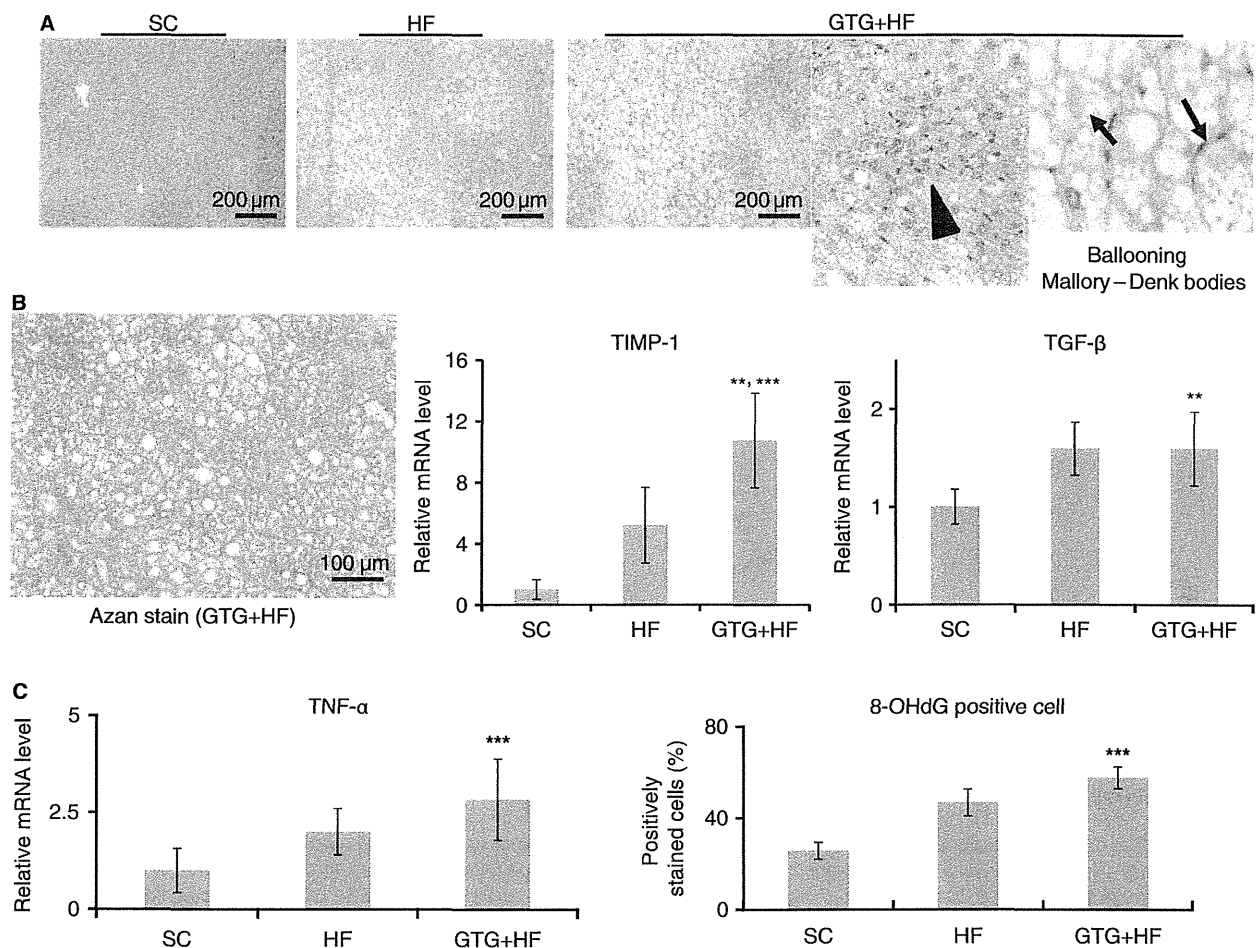 A
SC
HF
GTG+HF
200 µm
200 µm
200 µm
Ballooning
Mallory – Denk bodies
B
100 µm
Azan stain (GTG+HF)
TIMP-1
Relative mRNA level
16
12
8
4
0
**, ***
SC
HF
GTG+HF
TGF-β
Relative mRNA level
2
1
0
**
SC
HF
GTG+HF
C
TNF-α
Relative mRNA level
5
2.5
0
***
SC
HF
GTG+HF
8-OHdG positive cell
Positively
stained cells (%)
80
40
0
***
SC
HF
GTG+HF